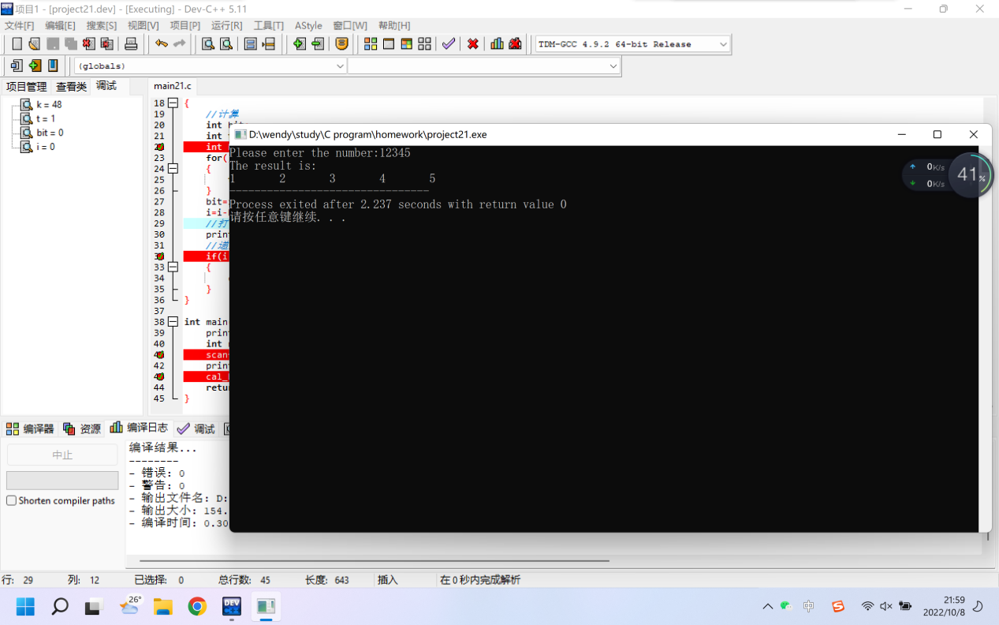 项目1 - [project21.dev] - [Executing] - Dev-C++ 5.11
文件[F] 编辑[E] 搜索[S] 视图[V] 项目[P] 运行[R] 工具[T] AStyle 窗口[W] 帮助[H]
TDM-GCC 4.9.2 64-bit Release
(globals)
项目管理 查看类 调试
main21.c
k = 48
t = 1
bit = 0
i = 0
18 {
19 //计算
20 int
21 int
int
23 for(
24 {
25
26 }
27 bit=
28 i=i-
29 //打
30 prin
31
if(i
33 {
34
35 }
36 }
37
38 int main
39 prin
40 int
scan
42 prin
cal_
44 retu
45 }
D:\wendy\study\C program\homework\project21.exe
Please enter the number:12345
The result is:
1 2 3 4 5
--------------------------------
Process exited after 2.237 seconds with return value 0
请按任意键继续. . .
0K/s
0K/s
41%
编译器 资源 编译日志 调试
中止
Shorten compiler paths
编译结果...
--------
- 错误: 0
- 警告: 0
- 输出文件名: D:
- 输出大小: 154.
- 编译时间: 0.30
行: 29 列: 12 已选择: 0 总行数: 45 长度: 643 插入 在 0 秒内完成解析
26°
DEV
中
21:59
2022/10/8